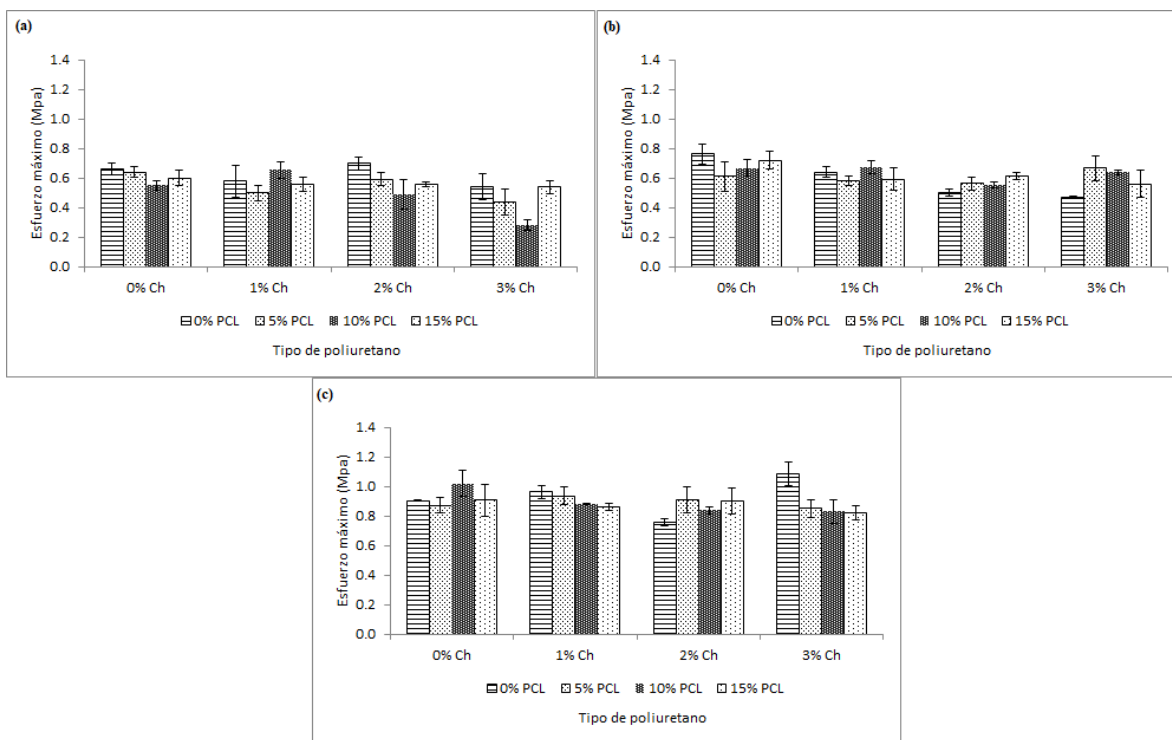 (a)
Esfuerzo máximo (Mpa)
1.4
1.2
1.0
0.8
0.6
0.4
0.2
0.0
0% Ch 1% Ch 2% Ch 3% Ch
0% PCL 5% PCL 10% PCL 15% PCL
Tipo de poliuretano
(b)
Esfuerzo máximo (Mpa)
1.4
1.2
1.0
0.8
0.6
0.4
0.2
0.0
0% Ch 1% Ch 2% Ch 3% Ch
0% PCL 5% PCL 10% PCL 15% PCL
Tipo de poliuretano
(c)
Esfuerzo máximo (Mpa)
1.4
1.2
1.0
0.8
0.6
0.4
0.2
0.0
0% Ch 1% Ch 2% Ch 3% Ch
0% PCL 5% PCL 10% PCL 15% PCL
Tipo de poliuretano